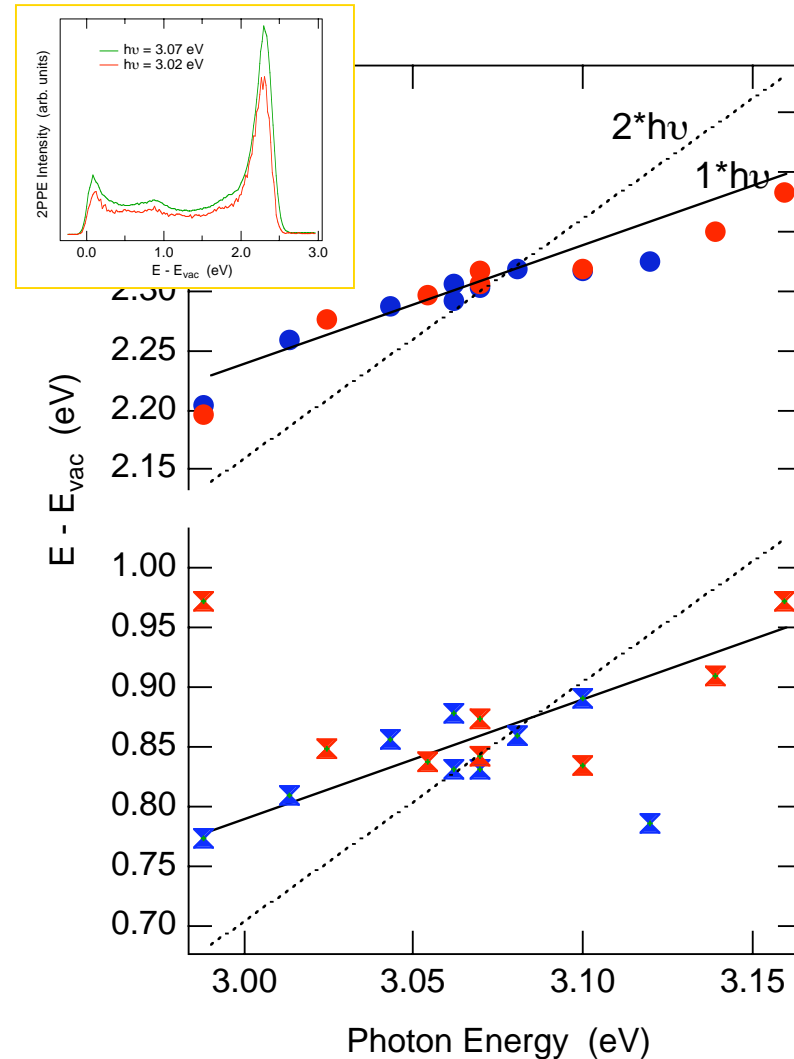 2PPE Intensity (arb. units)
hυ = 3.07 eV
hυ = 3.02 eV
0.0 1.0 2.0 3.0
E - Evac (eV)
2*hυ
1*hυ
2.30
2.25
2.20
2.15
E - Evac (eV)
1.00
0.95
0.90
0.85
0.80
0.75
0.70
3.00 3.05 3.10 3.15
Photon Energy (eV)